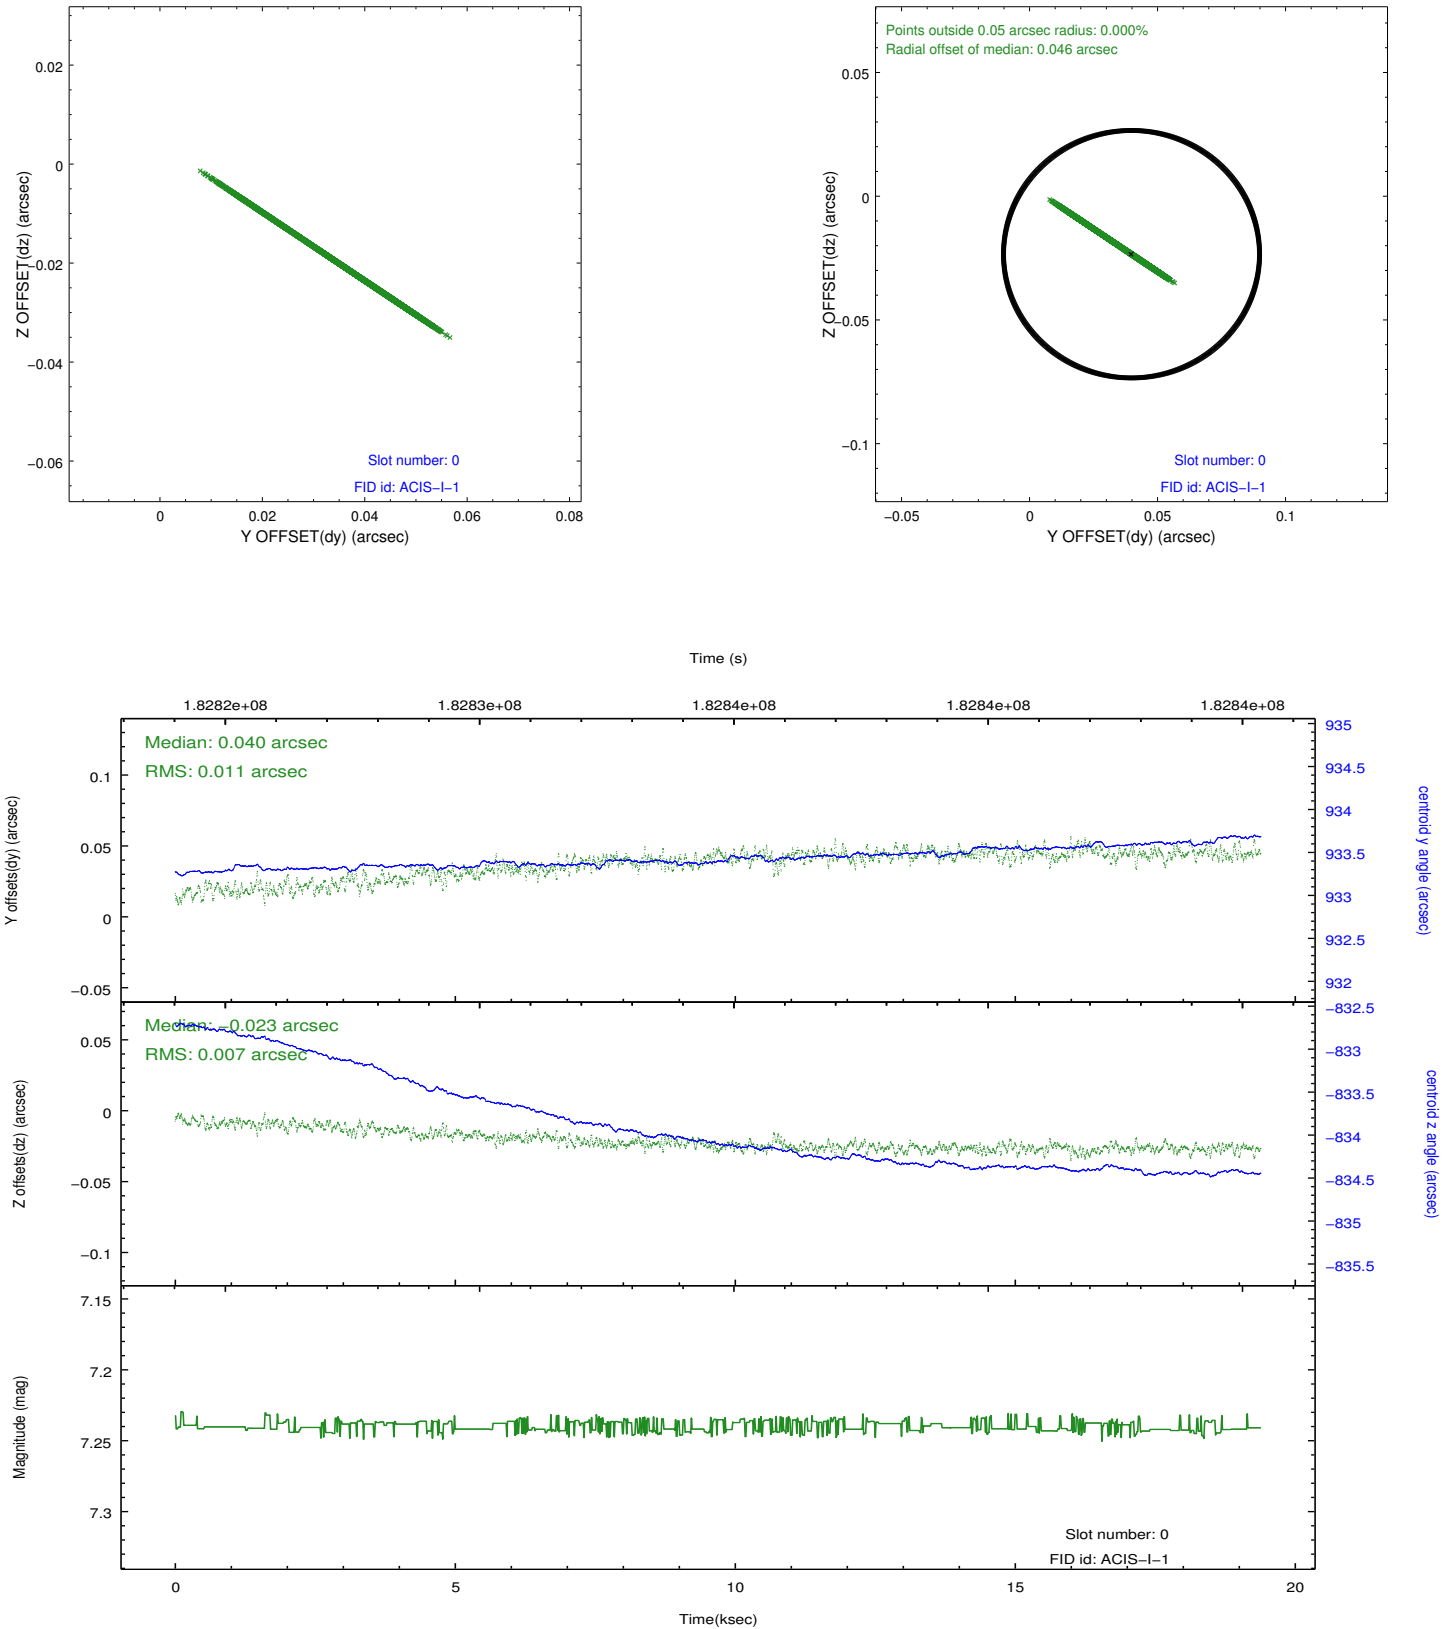 0.02
0
−0.02
−0.04
−0.06
Z OFFSET(dz) (arcsec)
Slot number: 0
FID id: ACIS−I−1
0 0.02 0.04 0.06 0.08
Y OFFSET(dy) (arcsec)
Points outside 0.05 arcsec radius: 0.000%
Radial offset of median: 0.046 arcsec
0.05
0
−0.05
−0.1
Z OFFSET(dz) (arcsec)
Slot number: 0
FID id: ACIS−I−1
−0.05 0 0.05 0.1
Y OFFSET(dy) (arcsec)
Time (s)
1.8282e+08 1.8283e+08 1.8284e+08 1.8284e+08 1.8284e+08
Median: 0.040 arcsec
RMS: 0.011 arcsec
0.1
0.05
0
−0.05
Y offsets(dy) (arcsec)
935
934.5
934
933.5
933
932.5
932
centroid y angle (arcsec)
Median: −0.023 arcsec
RMS: 0.007 arcsec
0.05
0
−0.05
−0.1
Z offsets(dz) (arcsec)
−832.5
−833
−833.5
−834
−834.5
−835
−835.5
centroid z angle (arcsec)
7.15
7.2
7.25
7.3
Magnitude (mag)
Slot number: 0
FID id: ACIS−I−1
0 5 10 15 20
Time(ksec)